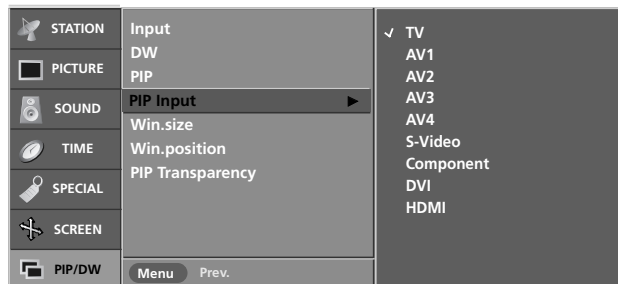 STATION
PICTURE
SOUND
TIME
SPECIAL
SCREEN
PIP/DW
Input
DW
PIP
PIP Input
Win.size
Win.position
PIP Transparency
Menu Prev.
TV
AV1
AV2
AV3
AV4
S-Video
Component
DVI
HDMI